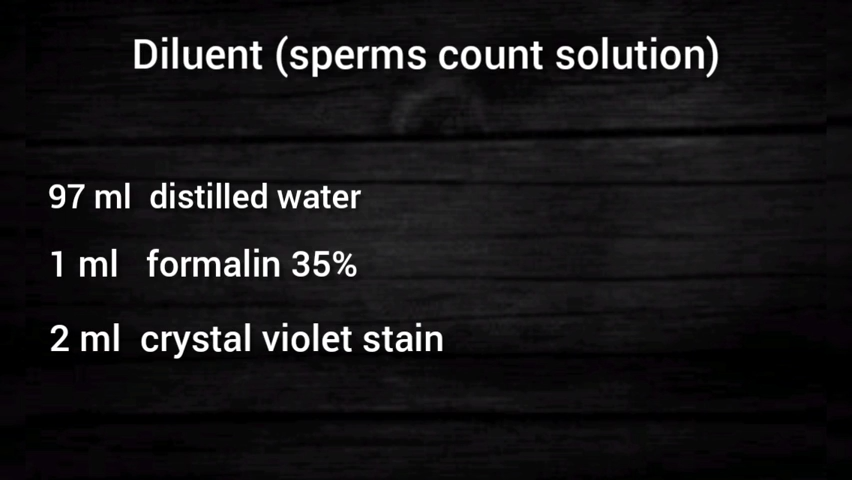 Diluent (sperms count solution)
97 ml distilled water
1 ml formalin 35%
2 ml crystal violet stain